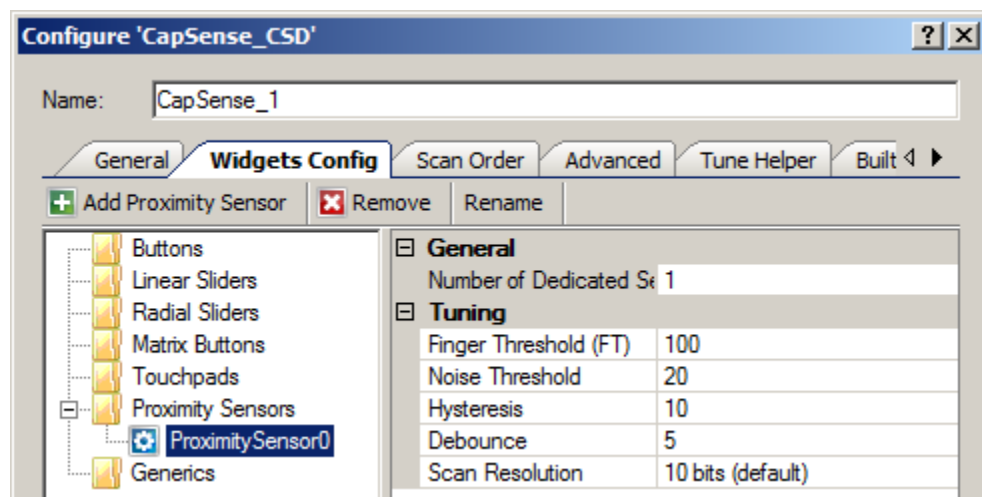 Configure 'CapSense_CSD'
Name: CapSense_1
General Widgets Config Scan Order Advanced Tune Helper Built
Add Proximity Sensor Remove Rename
Buttons
Linear Sliders
Radial Sliders
Matrix Buttons
Touchpads
Proximity Sensors
ProximitySensor0
Generics
General
Number of Dedicated Se 1
Tuning
Finger Threshold (FT) 100
Noise Threshold 20
Hysteresis 10
Debounce 5
Scan Resolution 10 bits (default)